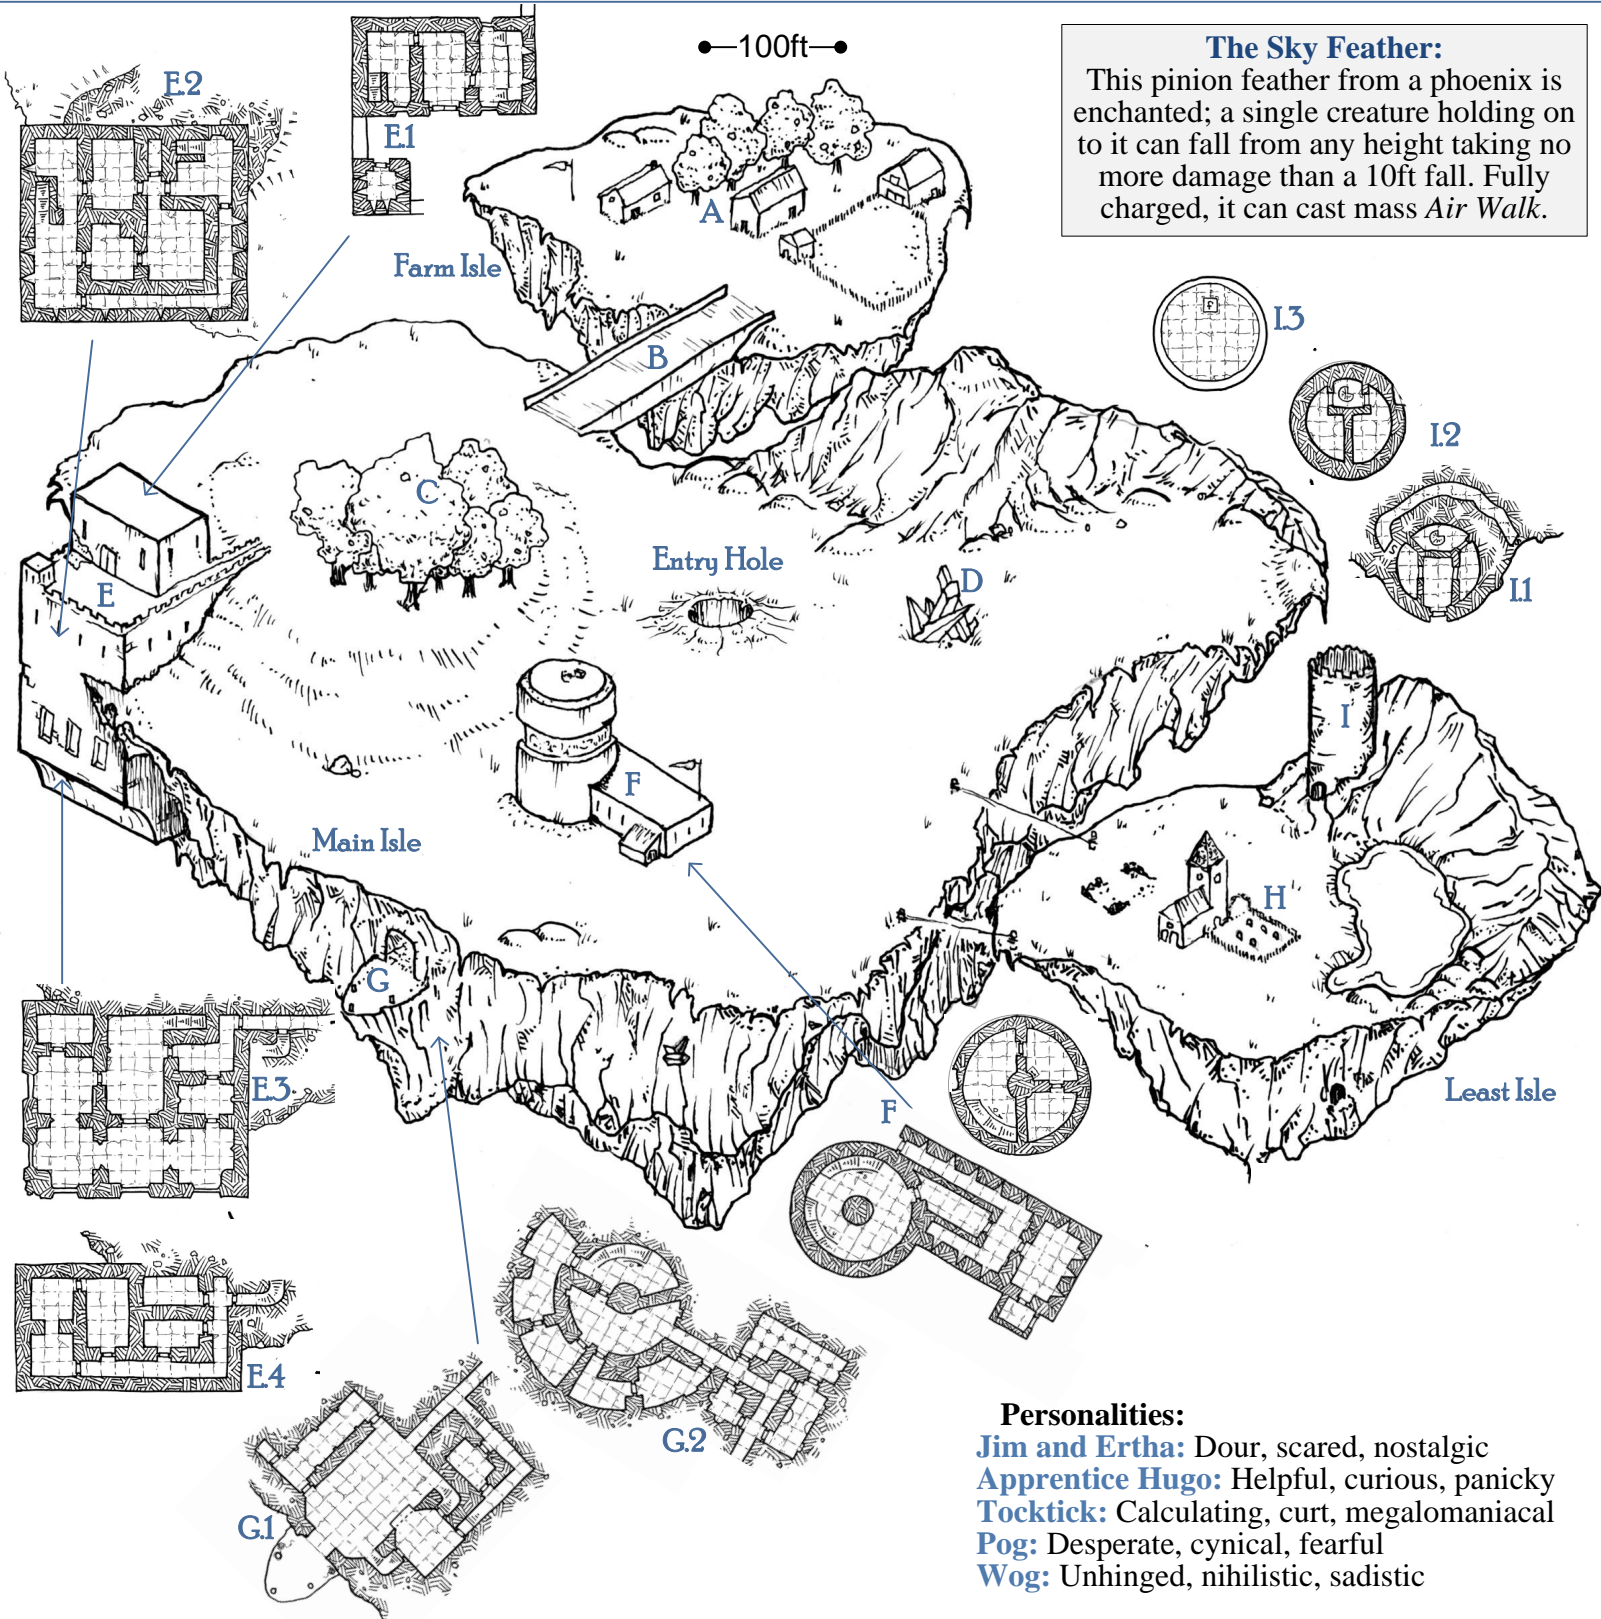 100ft
The Sky Feather:
This pinion feather from a phoenix is
enchanted; a single creature holding on
to it can fall from any height taking no
more damage than a 10ft fall. Fully
charged, it can cast mass Air Walk.
E.2
E.1
A
Farm Isle
I.3
B
I.2
C
Entry Hole
D
I.1
E
I
F
Main Isle
H
G
E.3
F
Least Isle
E.4
G.2
G.1
Personalities:
Jim and Ertha: Dour, scared, nostalgic
Apprentice Hugo: Helpful, curious, panicky
Tocktick: Calculating, curt, megalomaniacal
Pog: Desperate, cynical, fearful
Wog: Unhinged, nihilistic, sadistic